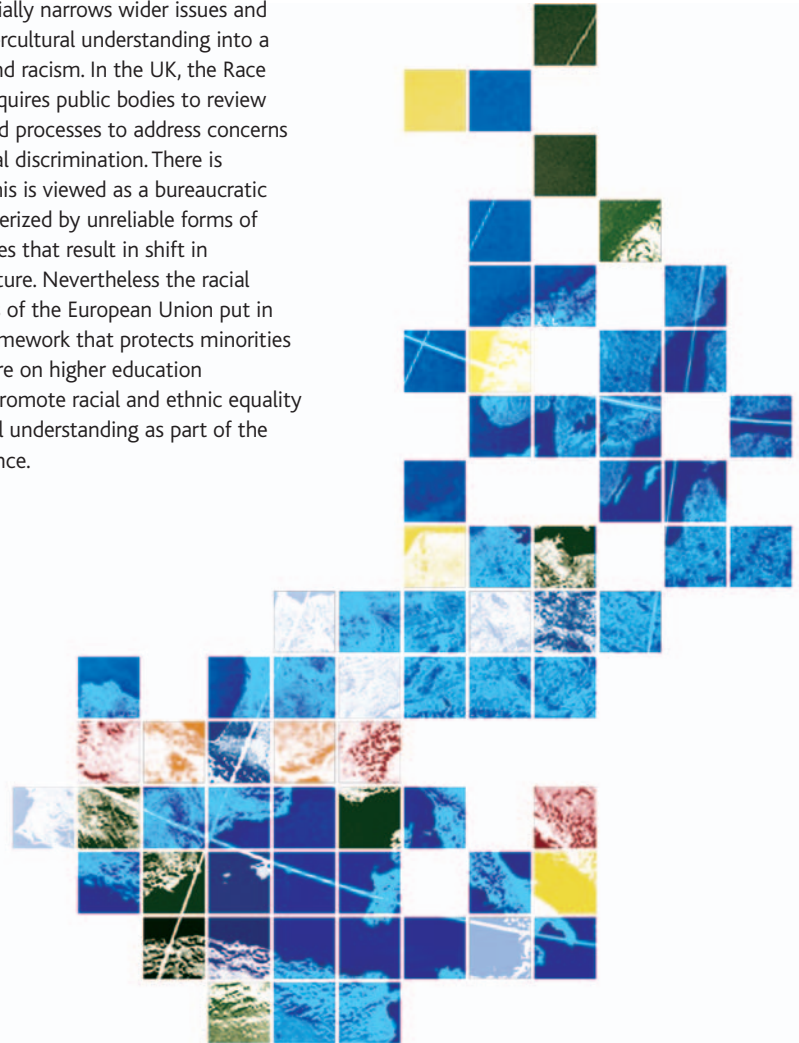 ially narrows wider issues and
rcultural understanding into a
nd racism. In the UK, the Race
quires public bodies to review
d processes to address concerns
al discrimination. There is
his is viewed as a bureaucratic
erized by unreliable forms of
es that result in shift in
ture. Nevertheless the racial
s of the European Union put in
mework that protects minorities
re on higher education
romote racial and ethnic equality
l understanding as part of the
nce.